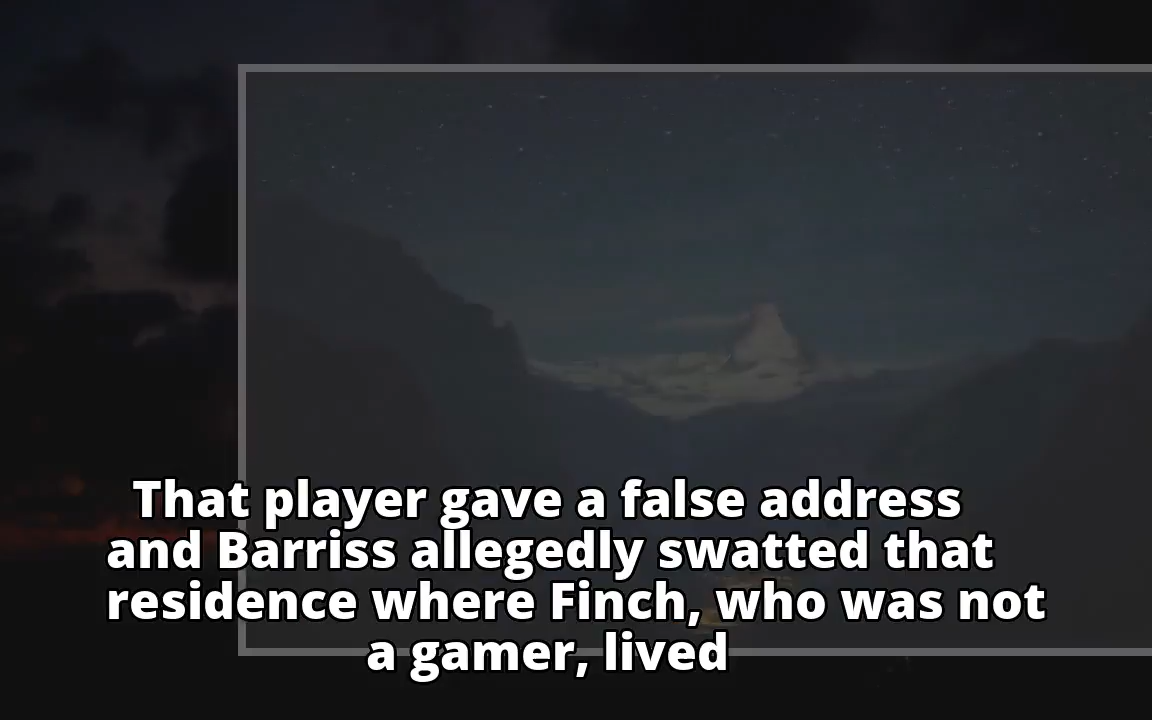 That player gave a false address
and Barriss allegedly swatted that
residence where Finch, who was not
a gamer, lived